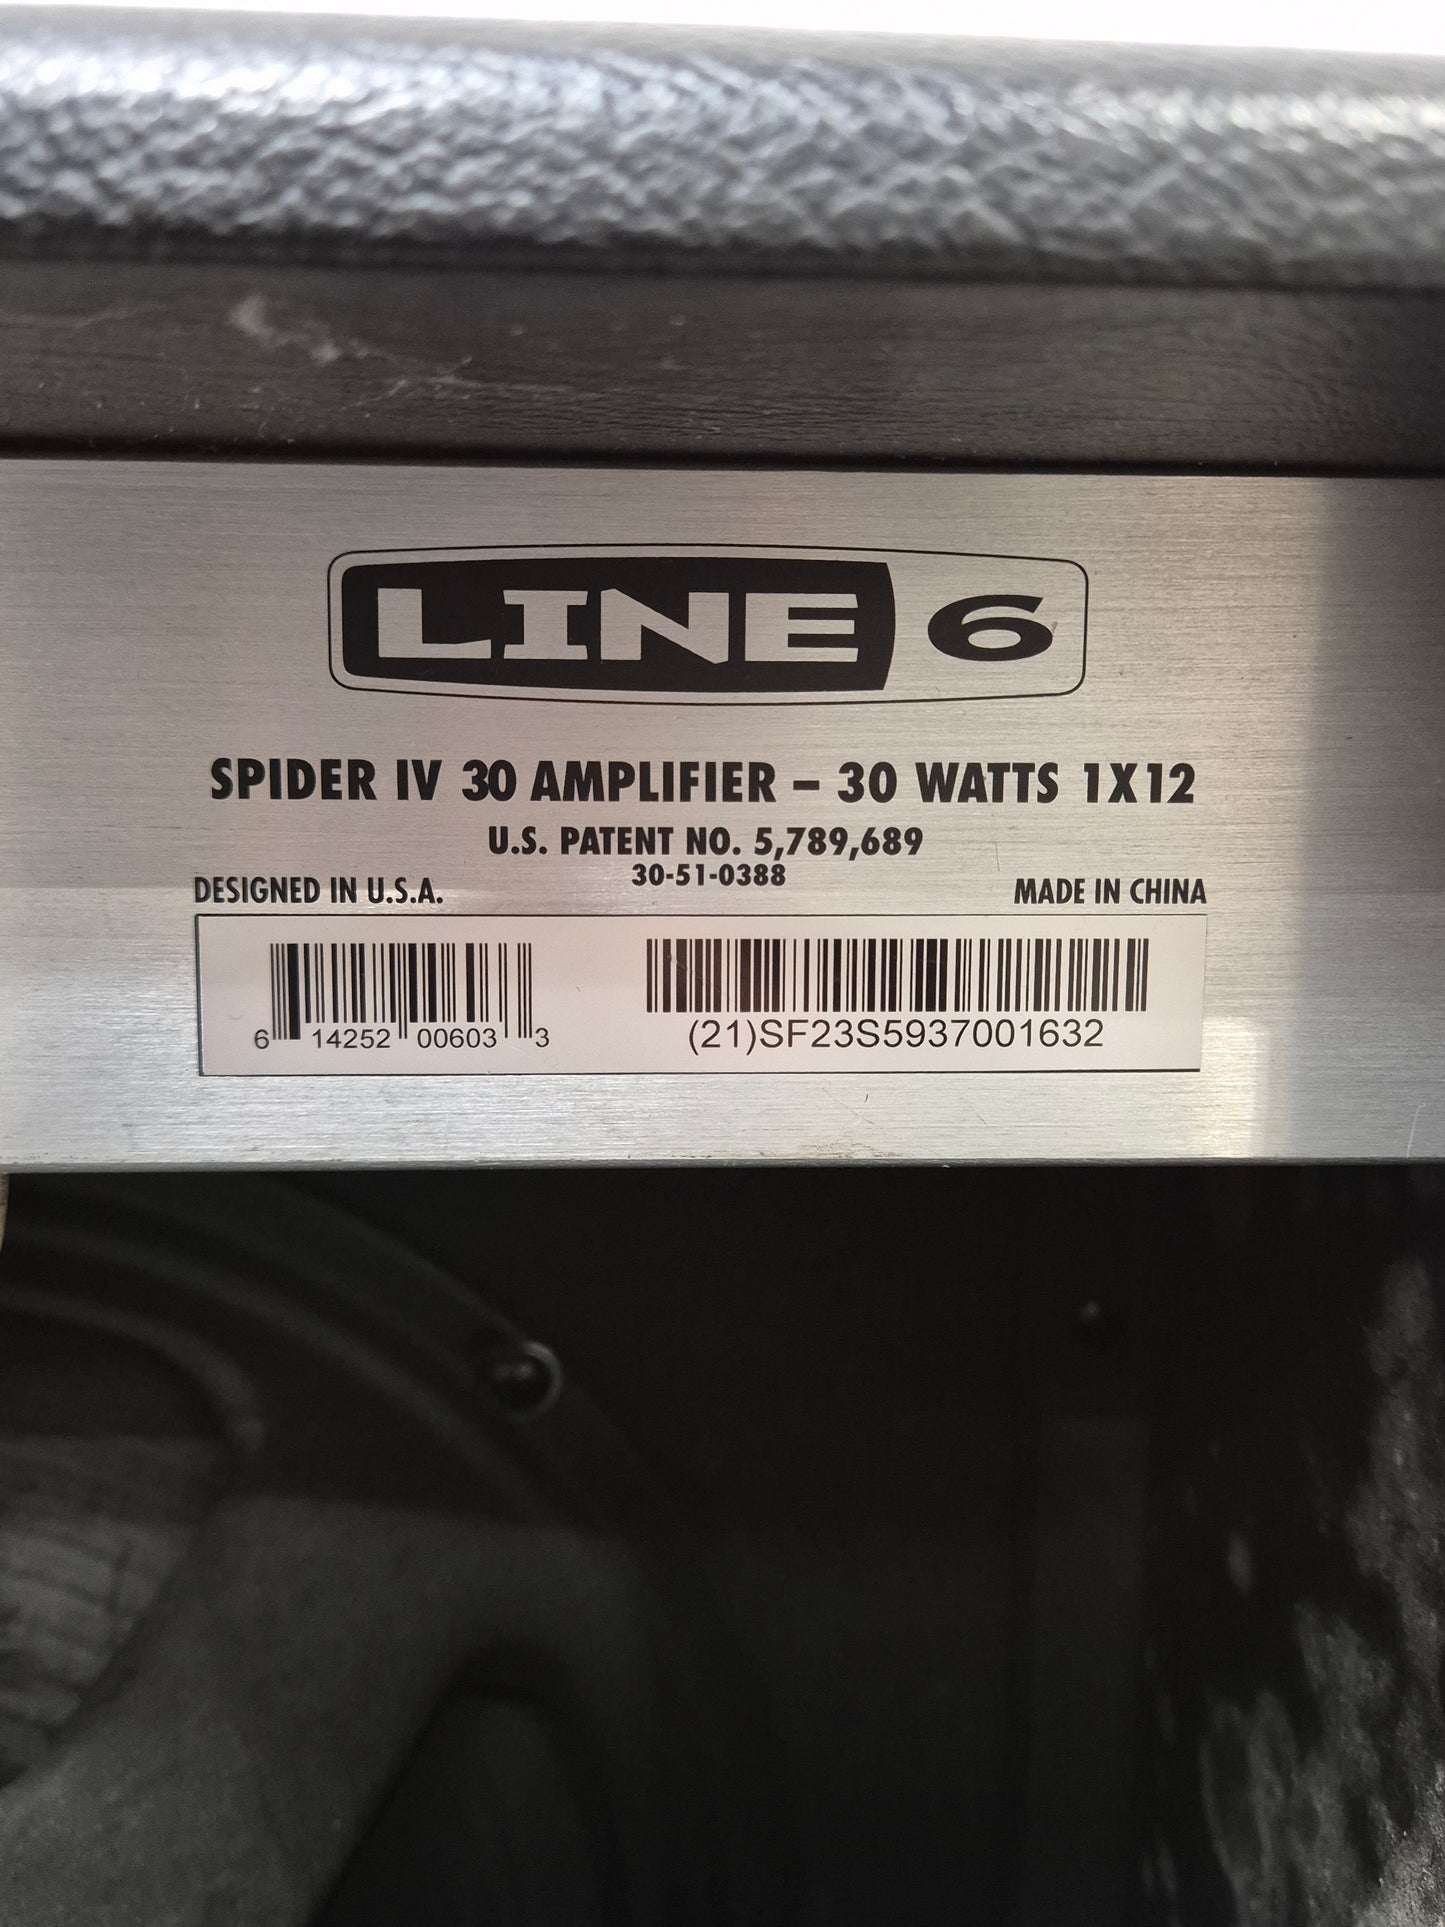 LINE 6
SPIDER IV 30 AMPLIFIER – 30 WATTS 1X12
U.S. PATENT NO. 5,789,689
30-51-0388
DESIGNED IN U.S.A. MADE IN CHINA
6 14252 00603 3 (21)SF23S5937001632